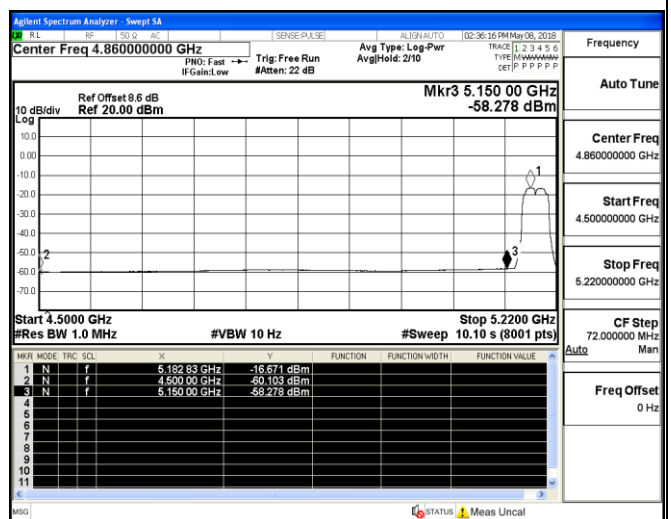 Agilent Spectrum Analyzer - Swept SA
RL RF 50 Ω AC SENSE:PULSE ALIGNAUTO 02:36:16 PM May 08, 2018
Center Freq 4.860000000 GHz
PNO: Fast
IFGain:Low
Trig: Free Run
#Atten: 22 dB
Avg Type: Log-Pwr
Avg|Hold: 2/10
TRACE 1 2 3 4 5 6
TYPE
DET P P P P P P
Ref Offset 8.6 dB
10 dB/div Ref 20.00 dBm
Log
Mkr3 5.150 00 GHz
-58.278 dBm
10.0
0.00
-10.0
-20.0
-30.0
-40.0
-50.0
-60.0
-70.0
1
2
3
Start 4.5000 GHz Stop 5.2200 GHz
#Res BW 1.0 MHz #VBW 10 Hz #Sweep 10.10 s (8001 pts)
MKR MODE TRC SCL X Y FUNCTION FUNCTION WIDTH FUNCTION VALUE
1 N f 5.182 83 GHz -16.671 dBm
2 N f 4.500 00 GHz -60.103 dBm
3 N f 5.150 00 GHz -58.278 dBm
4
5
6
7
8
9
10
11
MSG STATUS Meas Uncal
Frequency
Auto Tune
Center Freq
4.860000000 GHz
Start Freq
4.500000000 GHz
Stop Freq
5.220000000 GHz
CF Step
72.000000 MHz
Auto Man
Freq Offset
0 Hz